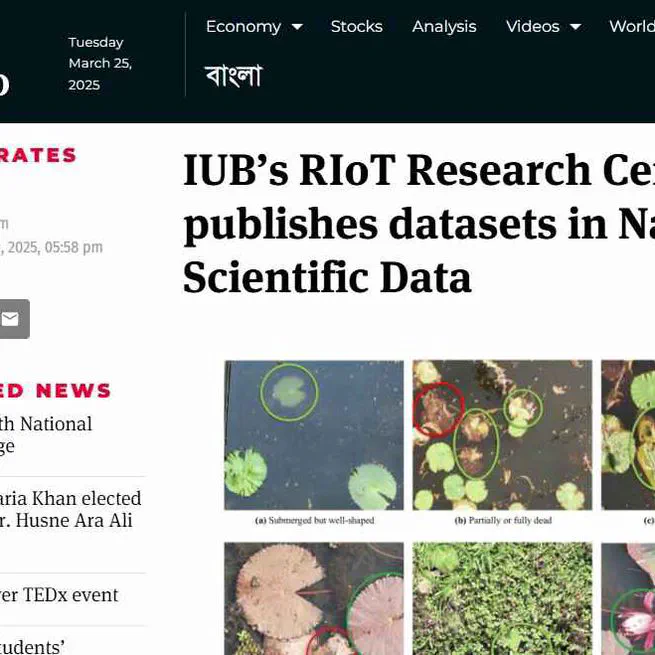 Economy Stocks Analysis Videos World
Tuesday
March 25,
2025
বাংলা
RATES
IUB's RIoT Research Ce
publishes datasets in Na
Scientific Data
m
, 2025, 05:58 pm
ED NEWS
th National
ge
aria Khan elected
r. Husne Ara Ali
er TEDx event
tudents'
(a) Submerged but well-shaped
(b) Partially or fully dead
(c)